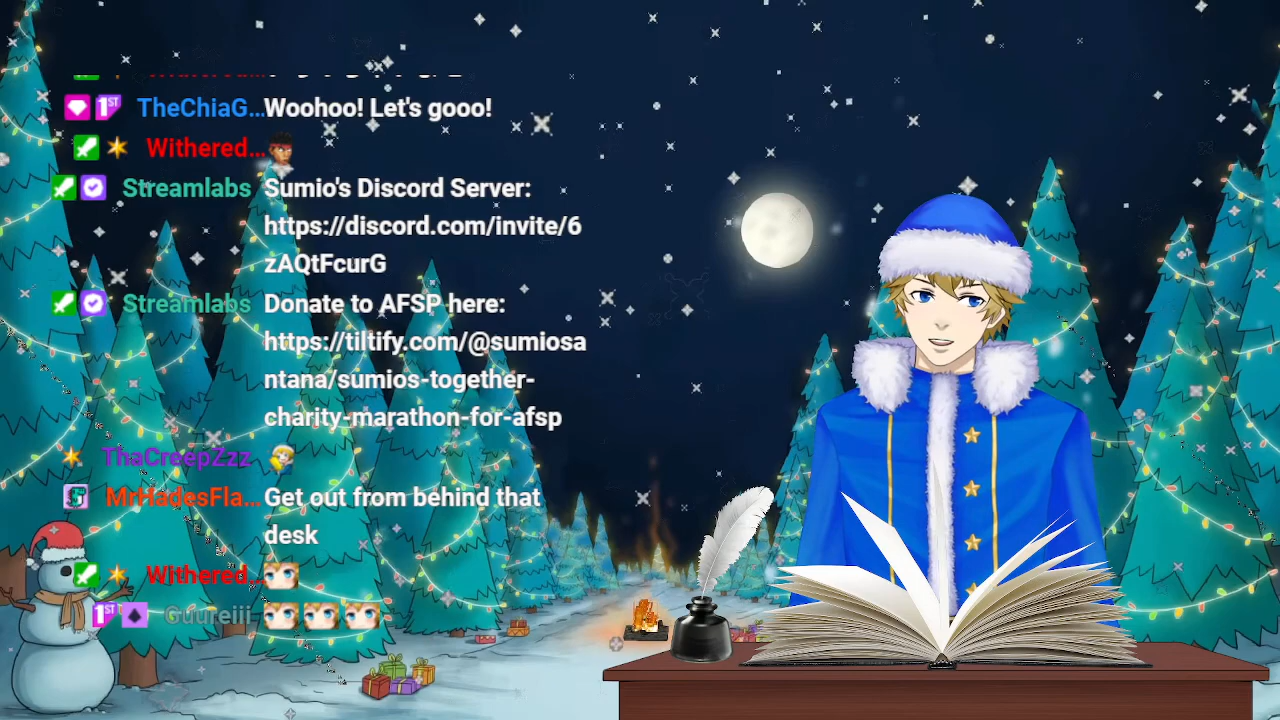 TheChiaG... Woohoo! Let's gooo!
Withered...
Streamlabs Sumio's Discord Server:
https://discord.com/invite/6
zAQtFcurG
Streamlabs Donate to AFSP here:
https://tiltify.com/@sumiosa
ntana/sumios-together-
charity-marathon-for-afsp
ThaCreepZzz
MrHadesFla... Get out from behind that
desk
Withered...
1ST Guureiii